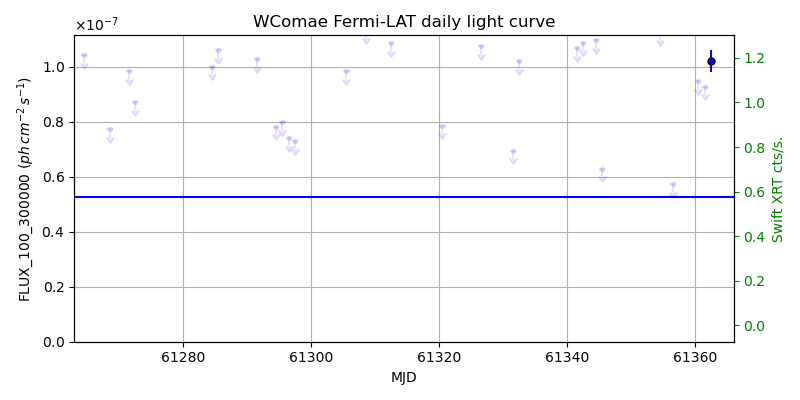 WComae Fermi-LAT daily light curve
×10⁻⁷
1.0
0.8
0.6
0.4
0.2
0.0
FLUX_100_300000 (ph cm⁻² s⁻¹)
1.2
1.0
0.8
0.6
0.4
0.2
0.0
Swift XRT cts/s.
61280 61300 61320 61340 61360
MJD